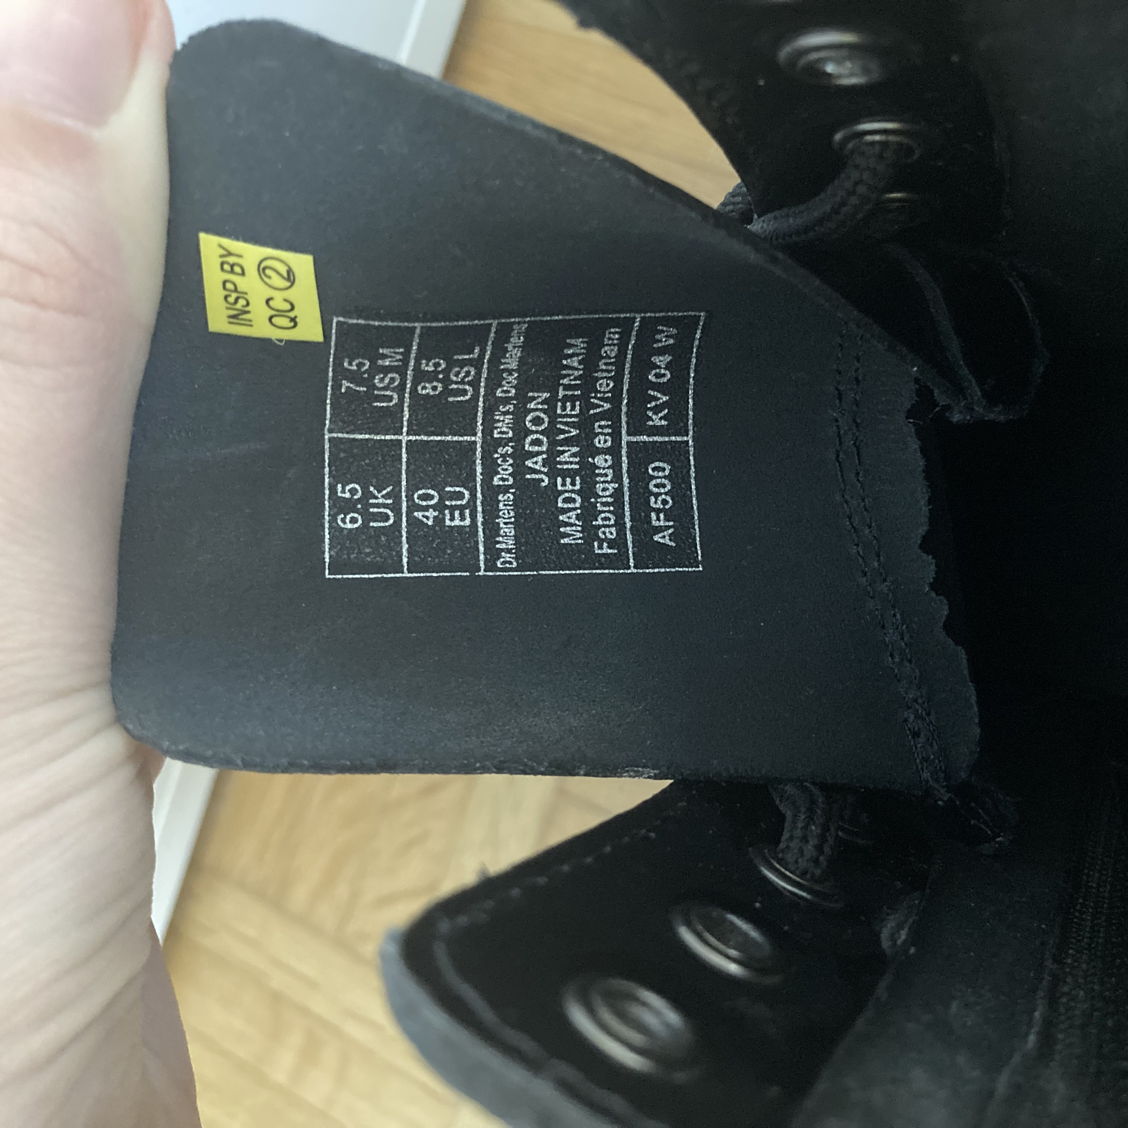 INSP BY
QC 2
6.5
UK
7.5
US M
40
EU
8.5
US L
Dr.Martens, Doc's, DM's, Doc Martens
JADON
MADE IN VIETNAM
Fabriqué en Vietnam
AF500
KV 04 W